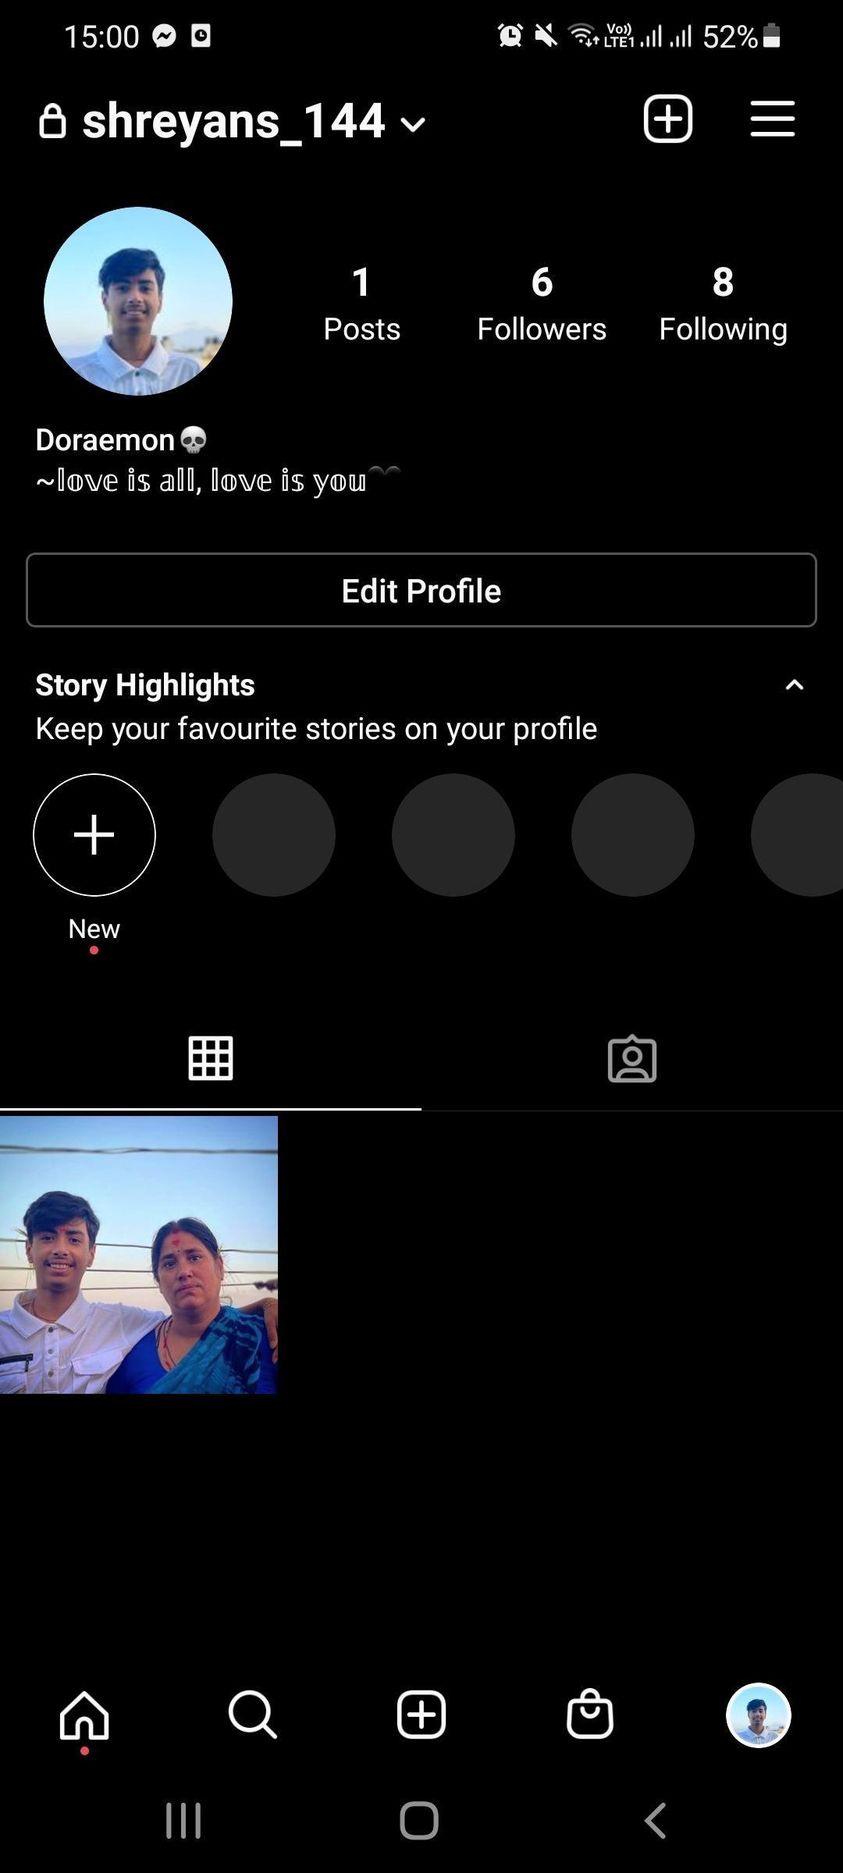 15:00 Vo)) LTE1 52%
shreyans_144
1 6 8
Posts Followers Following
Doraemon💀
~𝕝𝕠𝕧𝕖 𝕚𝕤 𝕒𝕝𝕝, 𝕝𝕠𝕧𝕖 𝕚𝕤 𝕪𝕠𝕦
Edit Profile
Story Highlights
Keep your favourite stories on your profile
New